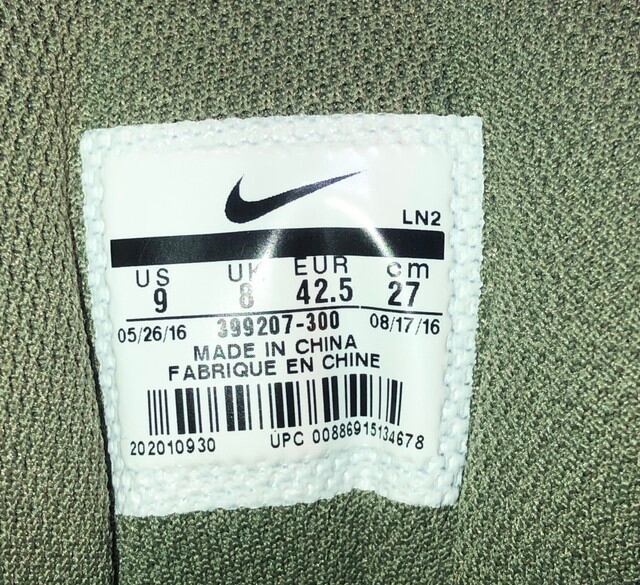 LN2
US UK EUR cm
9 8 42.5 27
05/26/16 399207-300 08/17/16
MADE IN CHINA
FABRIQUE EN CHINE
202010930 UPC 00886915134678